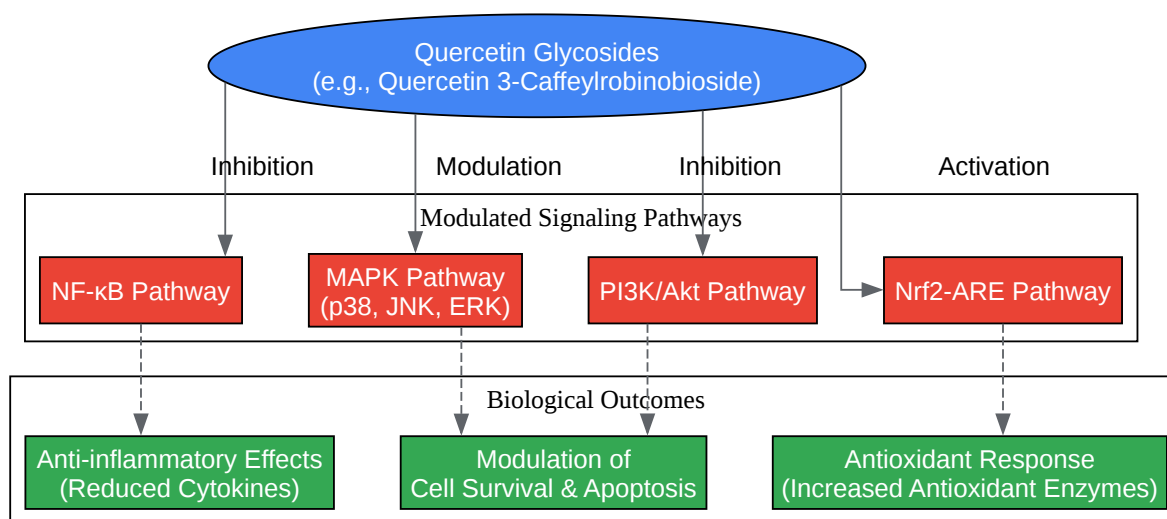 Quercetin Glycosides
(e.g., Quercetin 3-Caffeylrobinobioside)
Inhibition
Modulation
Inhibition
Activation
Modulated Signaling Pathways
NF-κB Pathway
MAPK Pathway
(p38, JNK, ERK)
PI3K/Akt Pathway
Nrf2-ARE Pathway
Biological Outcomes
Anti-inflammatory Effects
(Reduced Cytokines)
Modulation of
Cell Survival & Apoptosis
Antioxidant Response
(Increased Antioxidant Enzymes)